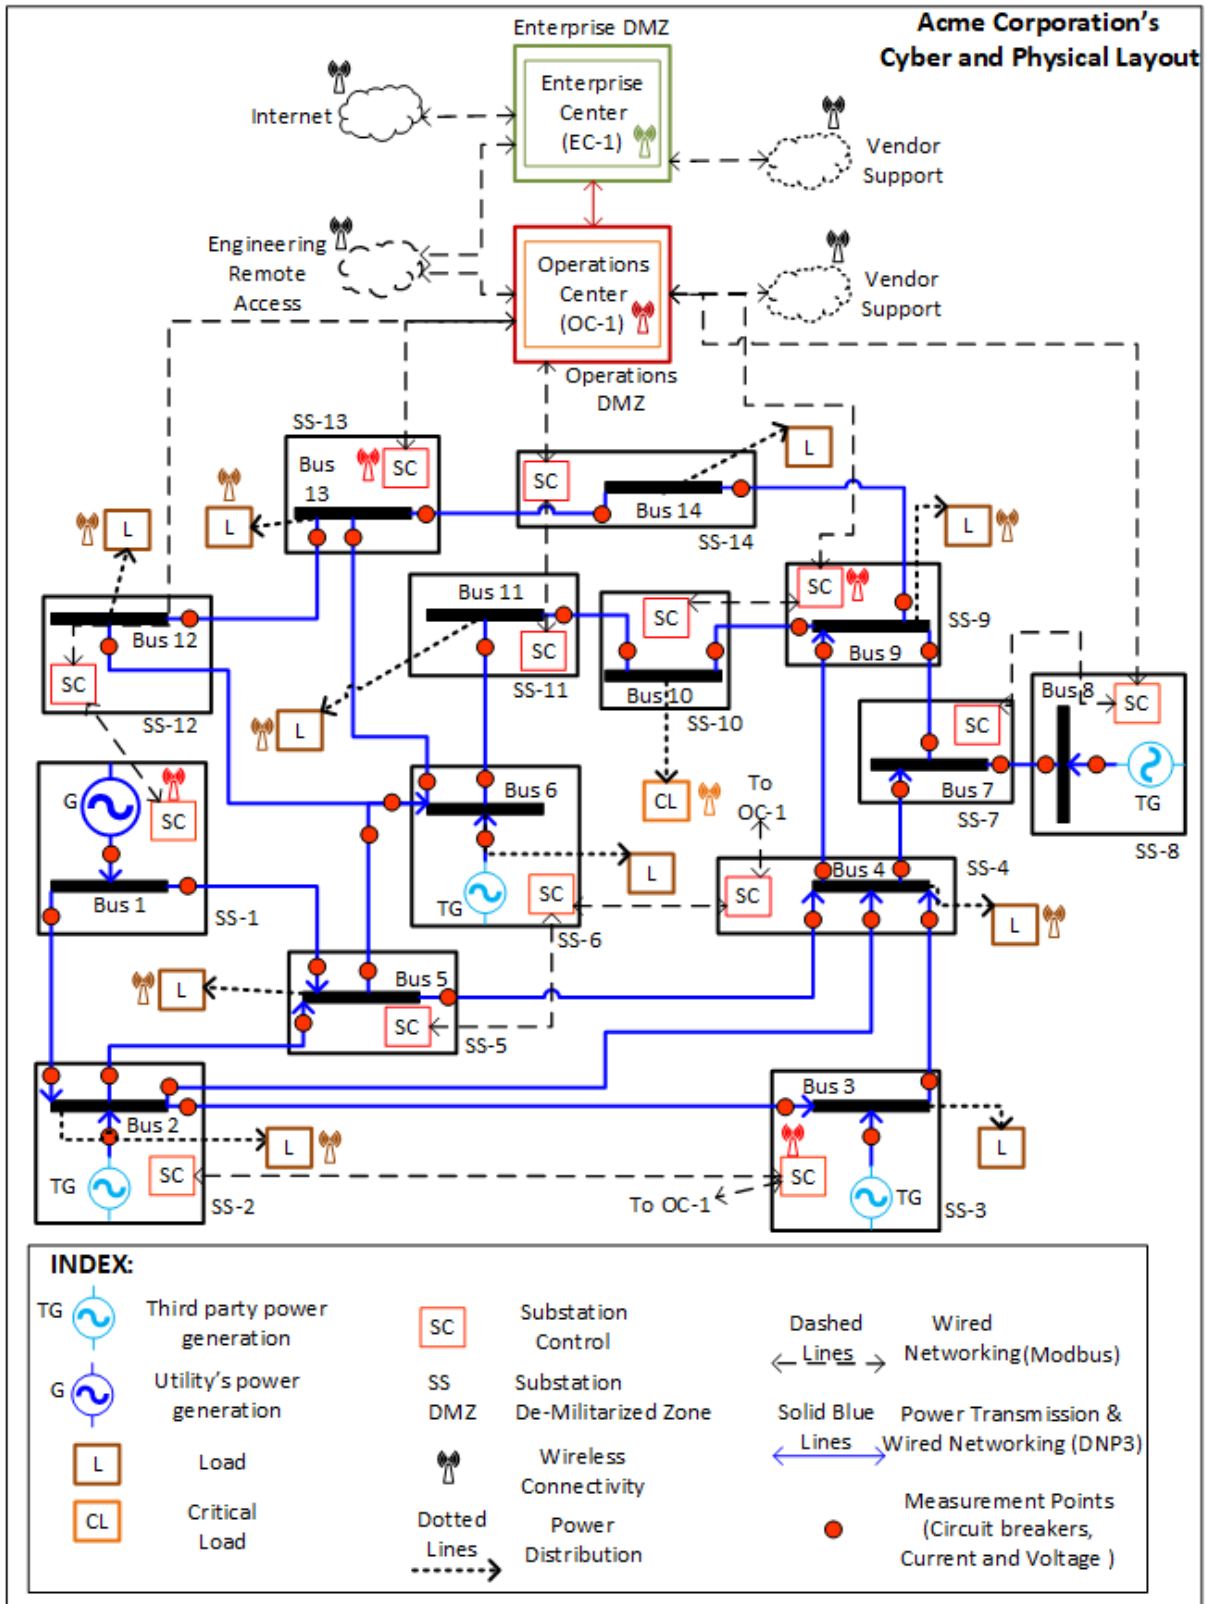 Acme Corporation's
Cyber and Physical Layout
Enterprise DMZ
Enterprise
Center
(EC-1)
Internet
Vendor
Support
Engineering
Remote
Access
Operations
Center
(OC-1)
Vendor
Support
Operations
DMZ
SS-13
Bus
13
SC
L
SC
Bus 14
SS-14
L
L
L
Bus 12
SC
SS-12
Bus 11
SC
SS-11
L
SC
Bus 10
SS-10
CL
SC
Bus 9
SS-9
SC
Bus 7
SS-7
Bus 8
SC
TG
SS-8
G
SC
Bus 1
SS-1
Bus 6
TG
SC
SS-6
L
To
OC-1
Bus 4
SC
SS-4
L
L
Bus 5
SC
SS-5
Bus 2
TG
SC
SS-2
L
To OC-1
Bus 3
SC
TG
SS-3
L
INDEX:
TG
Third party power
generation
G
Utility's power
generation
L
Load
CL
Critical
Load
SC
Substation
Control
SS
DMZ
Substation
De-Militarized Zone
Wireless
Connectivity
Dotted
Lines
Power
Distribution
Dashed
Lines
Wired
Networking(Modbus)
Solid Blue
Lines
Power Transmission &
Wired Networking (DNP3)
Measurement Points
(Circuit breakers,
Current and Voltage )